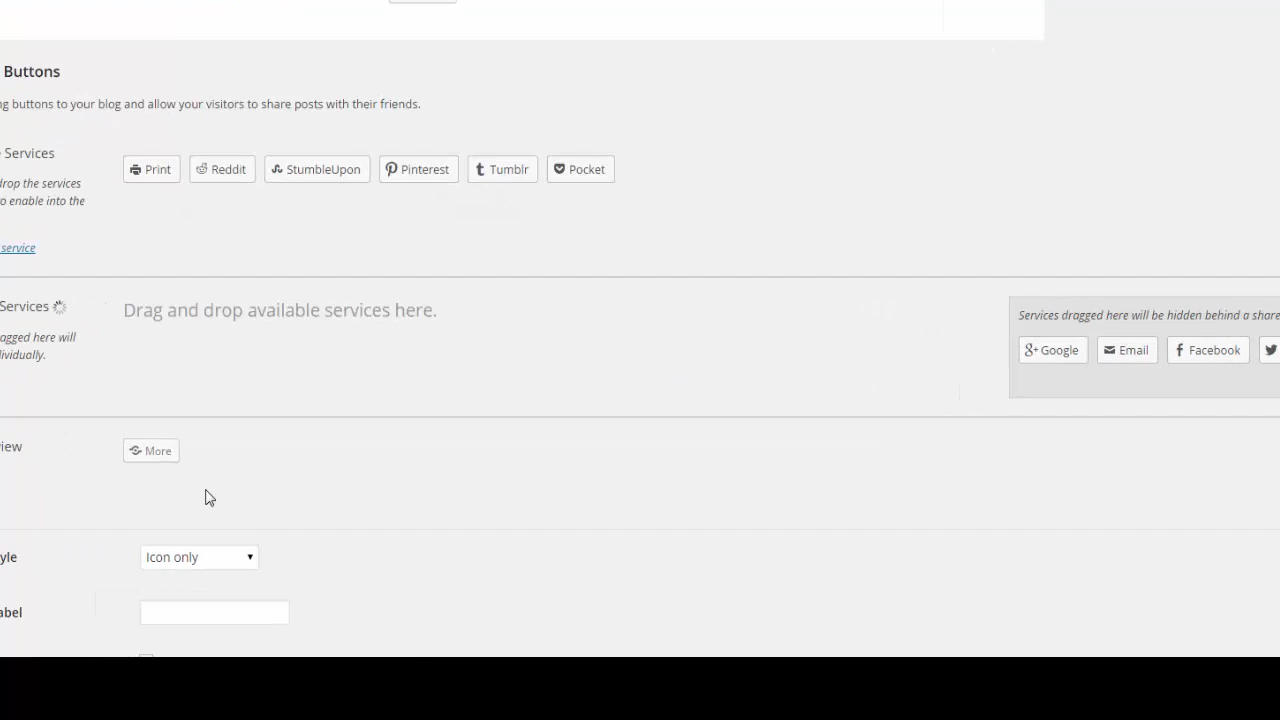 Buttons
ng buttons to your blog and allow your visitors to share posts with their friends.
Services
Print Reddit StumbleUpon Pinterest Tumblr Pocket
drop the services
o enable into the
service
Services
Drag and drop available services here.
Services dragged here will be hidden behind a share
agged here will
ividually.
Google Email Facebook
iew
More
yle
Icon only
abel